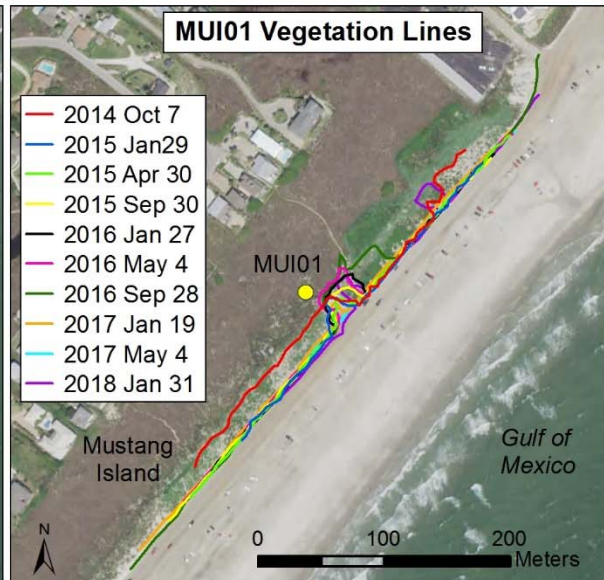 MUI01 Vegetation Lines
2014 Oct 7
2015 Jan29
2015 Apr 30
2015 Sep 30
2016 Jan 27
2016 May 4
2016 Sep 28
2017 Jan 19
2017 May 4
2018 Jan 31
MUI01
Mustang
Island
Gulf of
Mexico
N
0 100 200
Meters